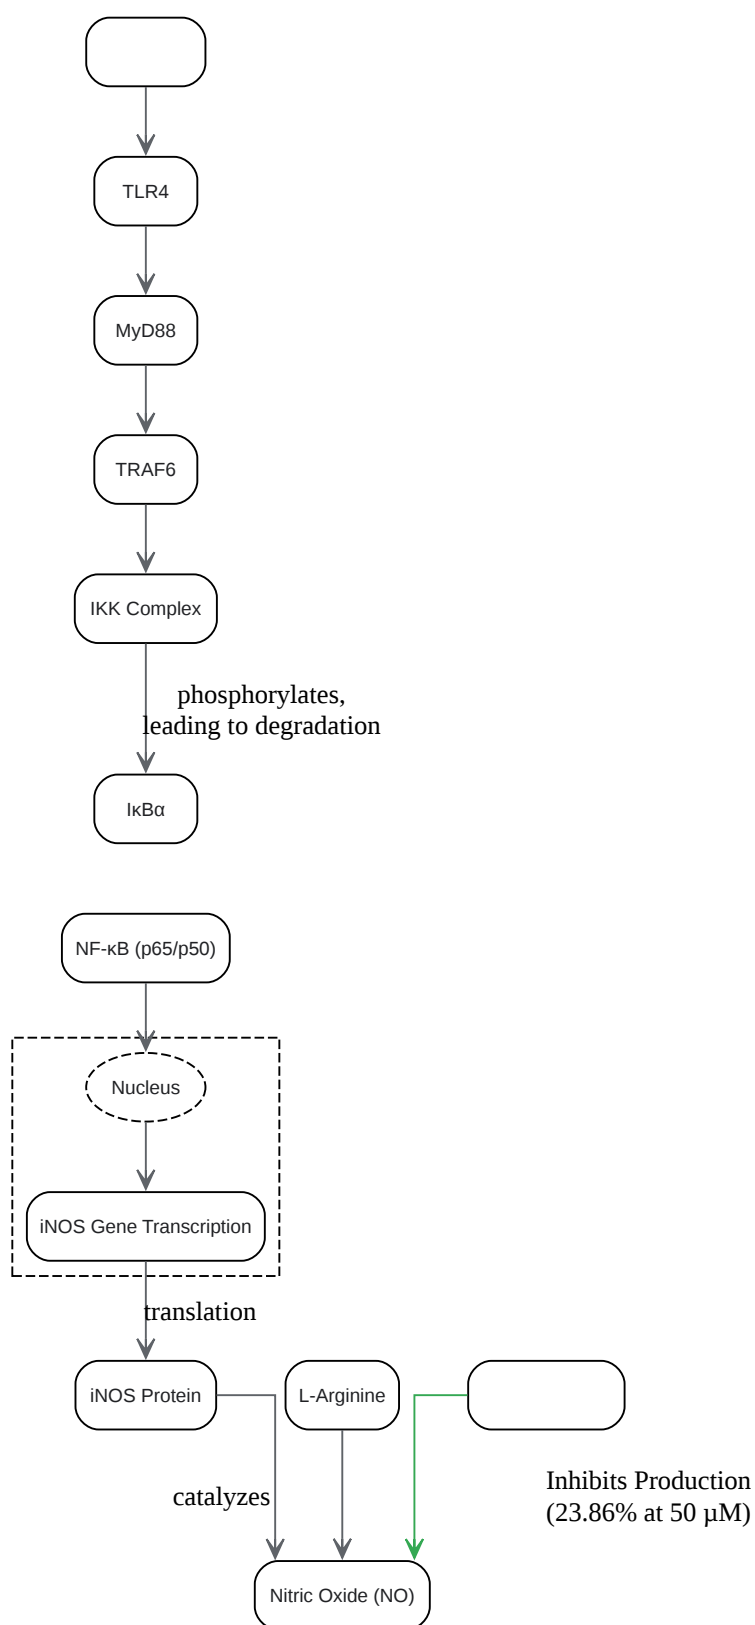 TLR4
MyD88
TRAF6
IKK Complex
phosphorylates,
leading to degradation
IκBα
NF-κB (p65/p50)
Nucleus
iNOS Gene Transcription
translation
iNOS Protein
L-Arginine
catalyzes
Inhibits Production
(23.86% at 50 µM)
Nitric Oxide (NO)